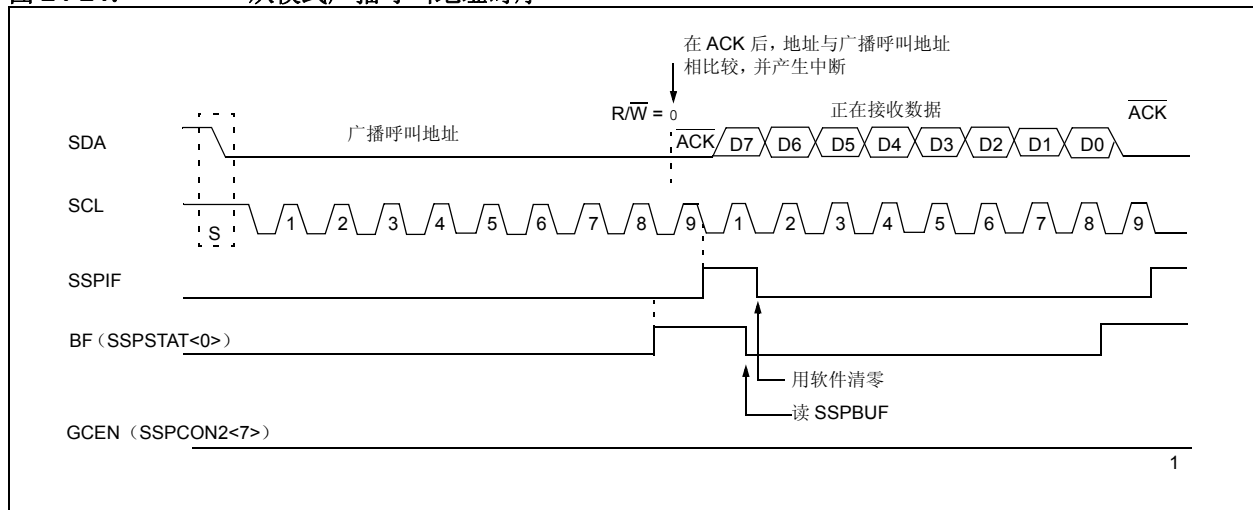 在 ACK 后，地址与广播呼叫地址
相比较，并产生中断
R/W = 0
正在接收数据
ACK
SDA
广播呼叫地址
ACK D7 D6 D5 D4 D3 D2 D1 D0
SCL
S
1 2 3 4 5 6 7 8 9 1 2 3 4 5 6 7 8 9
SSPIF
BF（SSPSTAT<0>）
用软件清零
读 SSPBUF
GCEN（SSPCON2<7>）
1